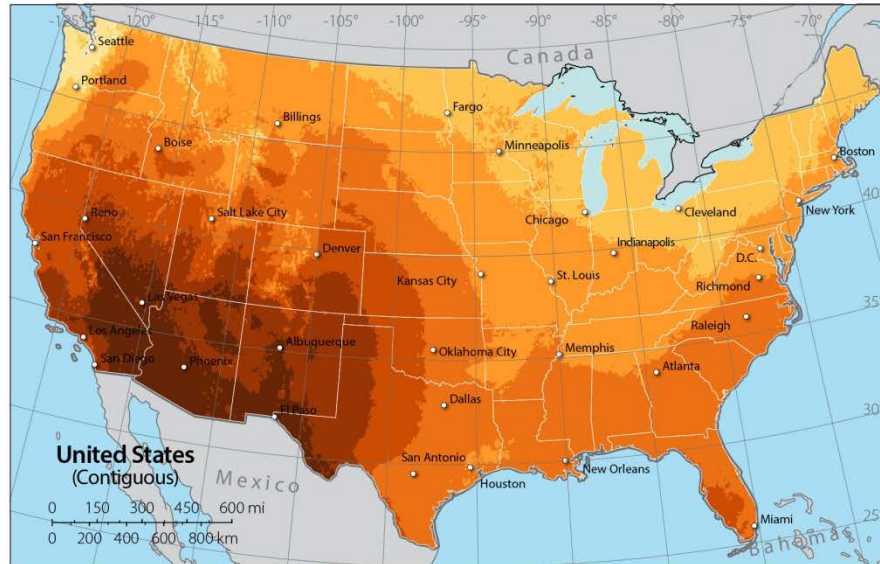 -125° -120° -115° -110° -105° -100° -95° -90° -85° -80° -75° -70° -65°
Seattle
Canada
Portland
45
Billings
Fargo
Boise
Minneapolis
Boston
40
Reno
Salt Lake City
Chicago
Cleveland
New York
San Francisco
Denver
Indianapolis
D.C.
Kansas City
St. Louis
Richmond
35
Las Vegas
Raleigh
Los Angeles
Albuquerque
Oklahoma City
Memphis
San Diego
Phoenix
Atlanta
30
El Paso
Dallas
United States
(Contiguous)
San Antonio
New Orleans
Mexico
Houston
0 150 300 450 600 mi
Miami
25
0 200 400 600 800 km
Bahamas